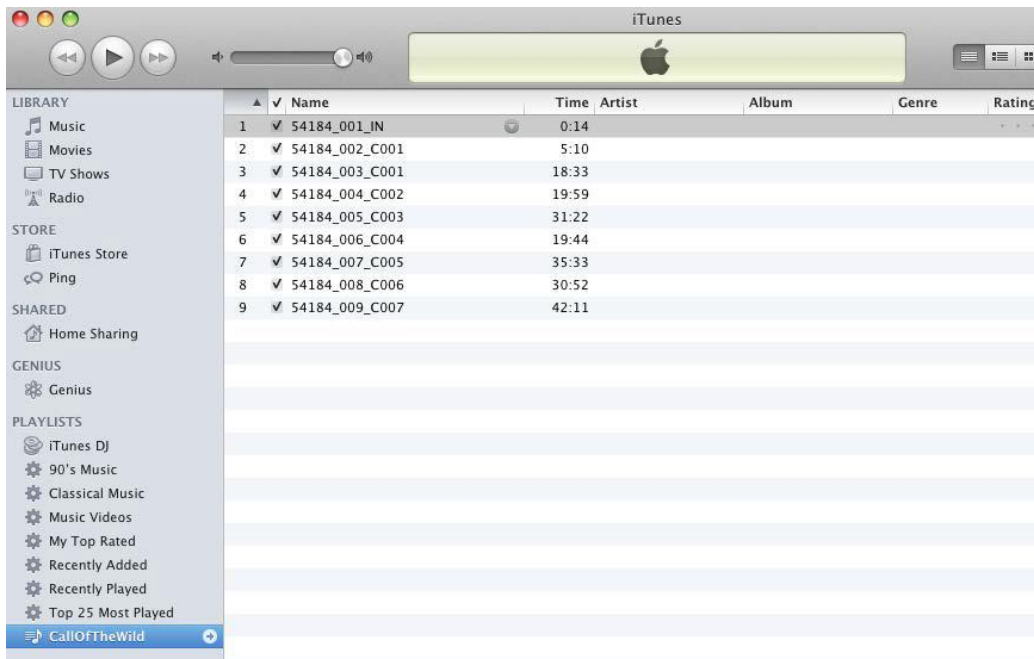 iTunes
LIBRARY
Music
Movies
TV Shows
Radio
STORE
iTunes Store
Ping
SHARED
Home Sharing
GENIUS
Genius
PLAYLISTS
iTunes DJ
90's Music
Classical Music
Music Videos
My Top Rated
Recently Added
Recently Played
Top 25 Most Played
CallOfTheWild
Name Time Artist Album Genre Rating
1 54184_001_IN 0:14
2 54184_002_C001 5:10
3 54184_003_C001 18:33
4 54184_004_C002 19:59
5 54184_005_C003 31:22
6 54184_006_C004 19:44
7 54184_007_C005 35:33
8 54184_008_C006 30:52
9 54184_009_C007 42:11